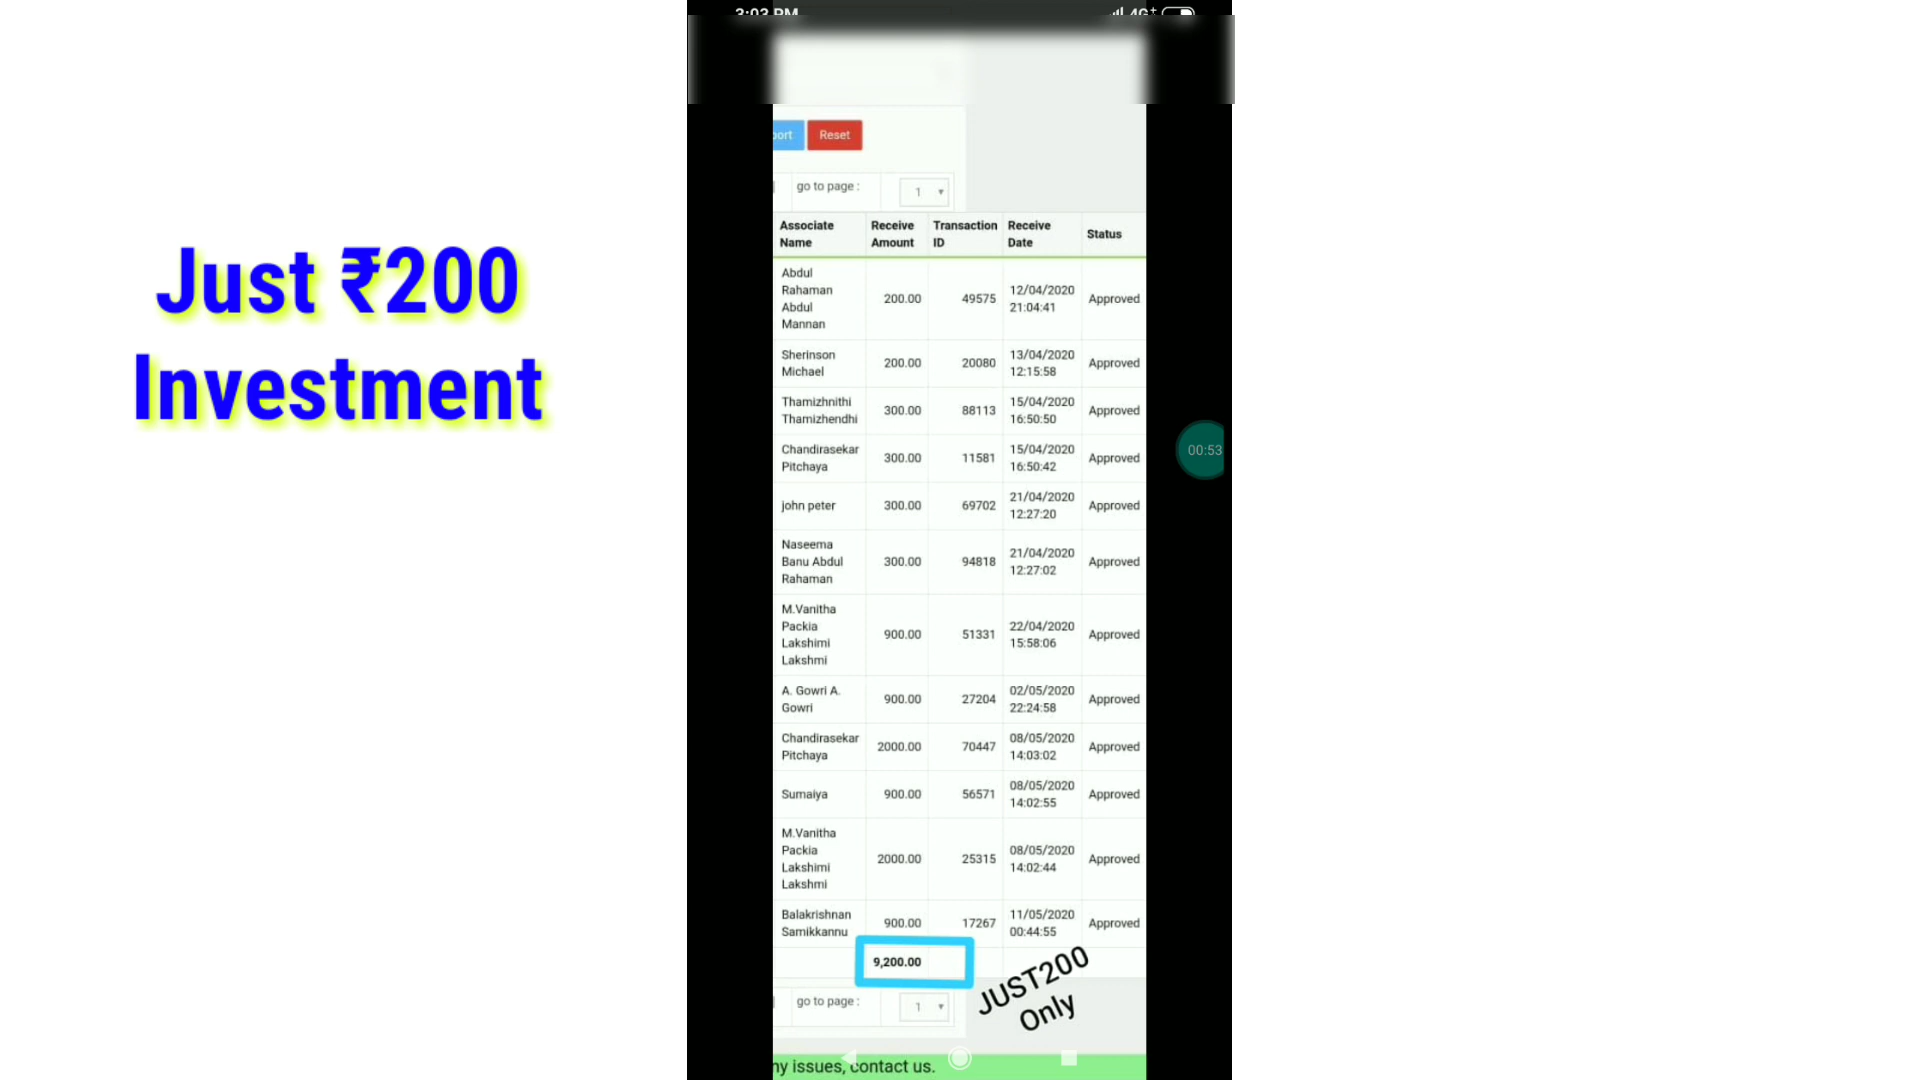 3:03 PM
4G+
Just ₹200
Investment
Reset
go to page :
1
Associate Name Receive Amount Transaction ID Receive Date Status
Abdul Rahaman Abdul Mannan 200.00 49575 12/04/2020 21:04:41 Approved
Sherinson Michael 200.00 20080 13/04/2020 12:15:58 Approved
Thamizhnithi Thamizhendhi 300.00 88113 15/04/2020 16:50:50 Approved
Chandirasekar Pitchaya 300.00 11581 15/04/2020 16:50:42 Approved
john peter 300.00 69702 21/04/2020 12:27:20 Approved
Naseema Banu Abdul Rahaman 300.00 94818 21/04/2020 12:27:02 Approved
M.Vanitha Packia Lakshimi Lakshmi 900.00 51331 22/04/2020 15:58:06 Approved
A. Gowri A. Gowri 900.00 27204 02/05/2020 22:24:58 Approved
Chandirasekar Pitchaya 2000.00 70447 08/05/2020 14:03:02 Approved
Sumaiya 900.00 56571 08/05/2020 14:02:55 Approved
M.Vanitha Packia Lakshimi Lakshmi 2000.00 25315 08/05/2020 14:02:44 Approved
Balakrishnan Samikkannu 900.00 17267 11/05/2020 00:44:55 Approved
9,200.00
JUST200
Only
go to page :
1
issues, contact us.
00:53